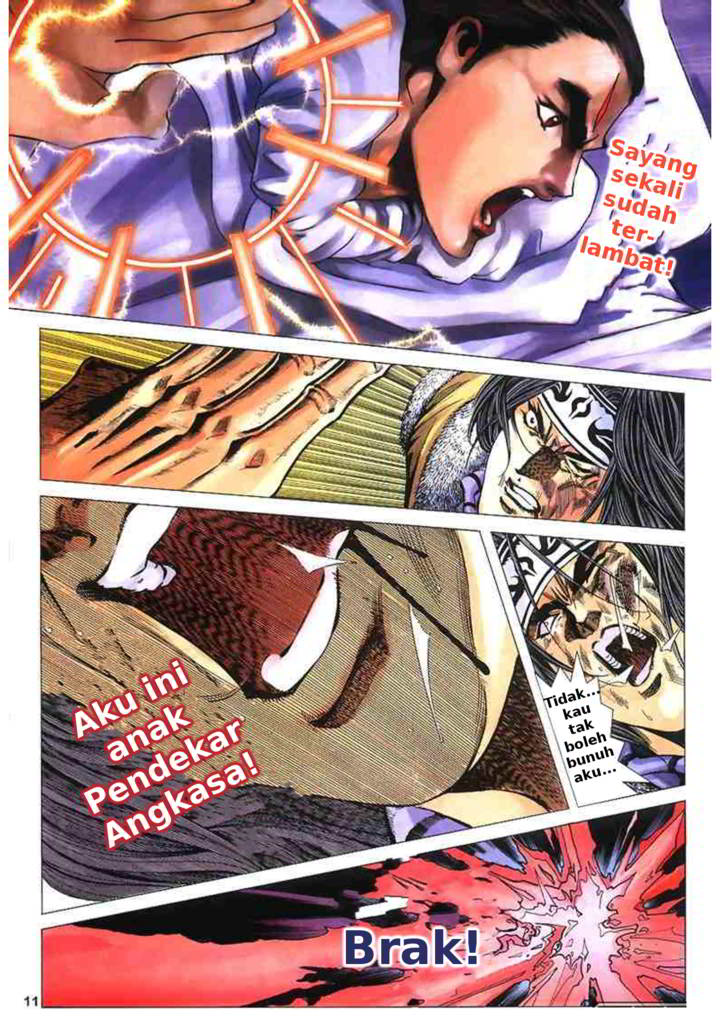 Sayang
sekali
sudah
ter-
lambat!
Tidak...
kau
tak
boleh
bunuh
aku...
Aku ini
anak
Pendekar
Angkasa!
Brak!
11